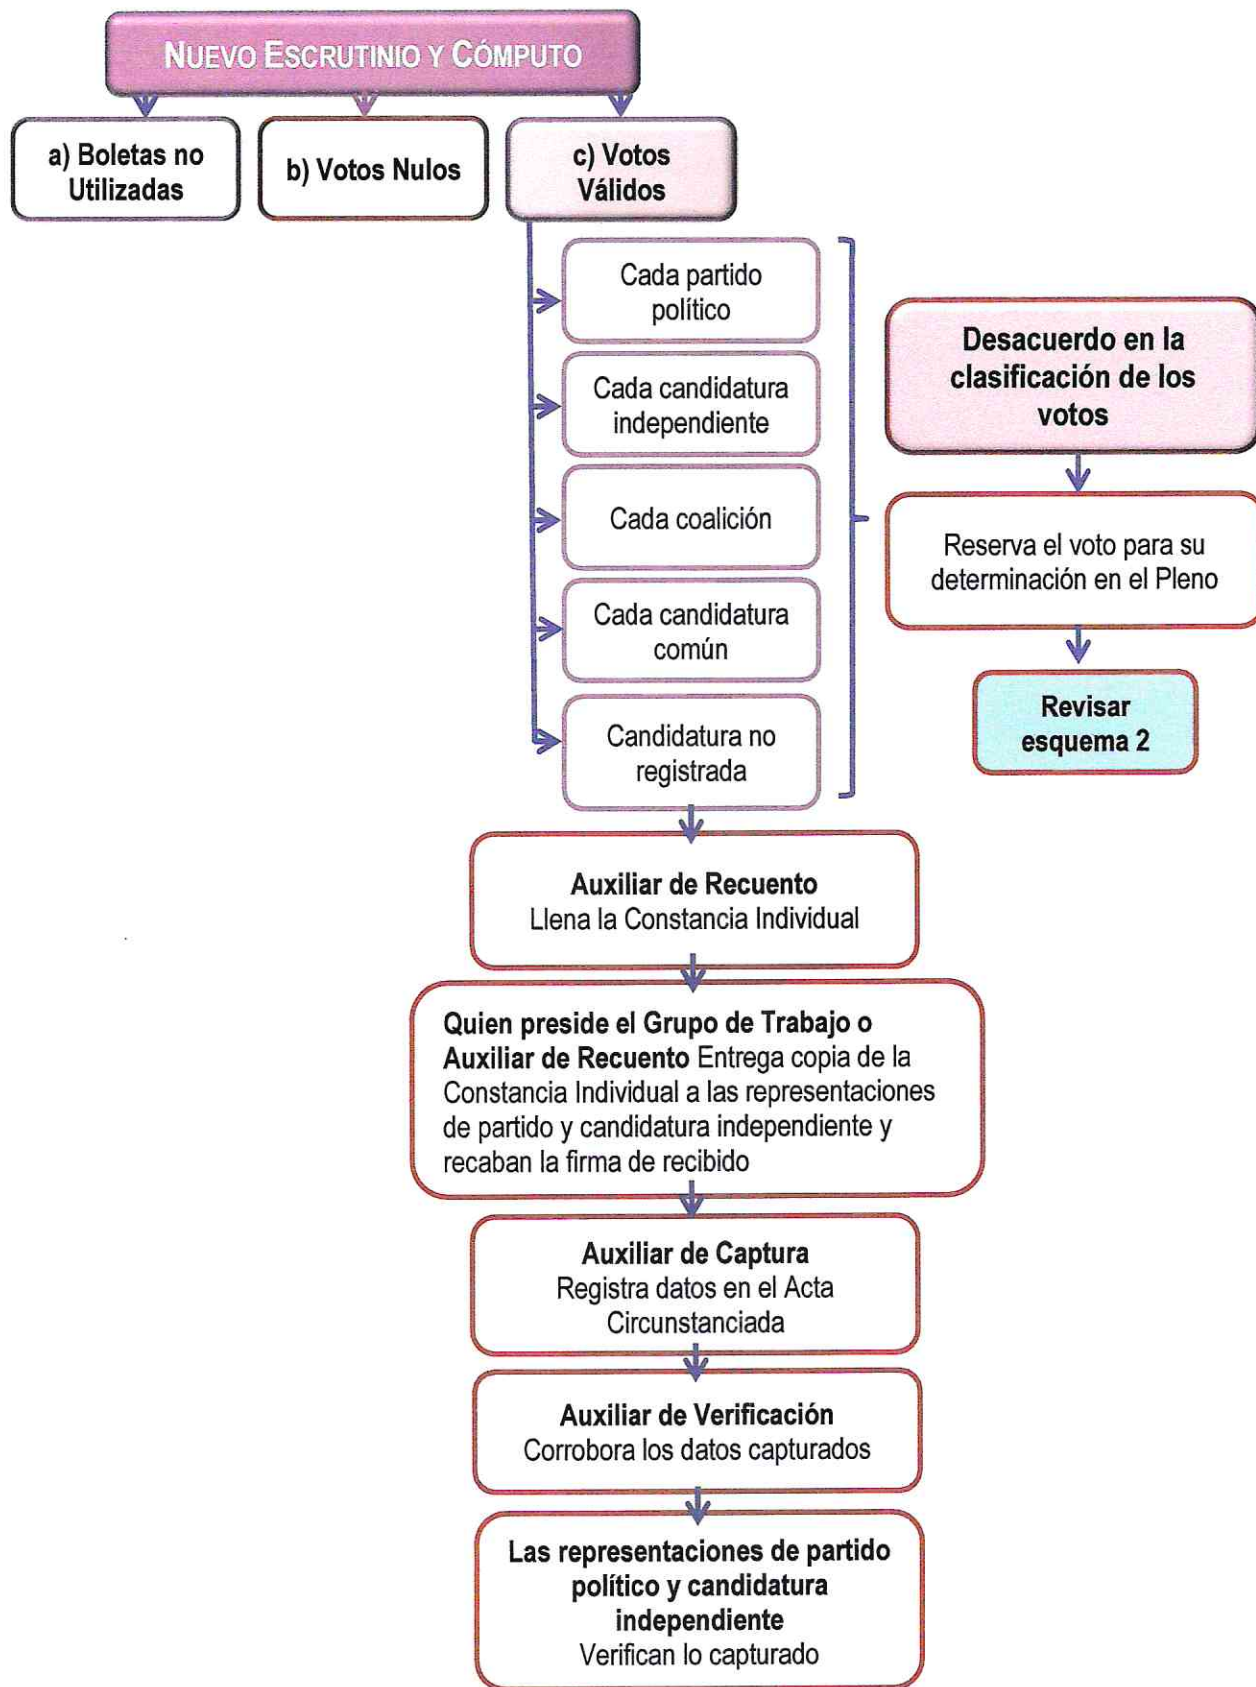 NUEVO ESCRUTINIO Y CÓMPUTO
a) Boletas no
Utilizadas
b) Votos Nulos
c) Votos
Válidos
Cada partido
político
Cada candidatura
independiente
Cada coalición
Cada candidatura
común
Candidatura no
registrada
Desacuerdo en la
clasificación de los
votos
Reserva el voto para su
determinación en el Pleno
Revisar
esquema 2
Auxiliar de Recuento
Llena la Constancia Individual
Quien preside el Grupo de Trabajo o
Auxiliar de Recuento Entrega copia de la
Constancia Individual a las representaciones
de partido y candidatura independiente y
recaban la firma de recibido
Auxiliar de Captura
Registra datos en el Acta
Circunstanciada
Auxiliar de Verificación
Corrobora los datos capturados
Las representaciones de partido
político y candidatura
independiente
Verifican lo capturado